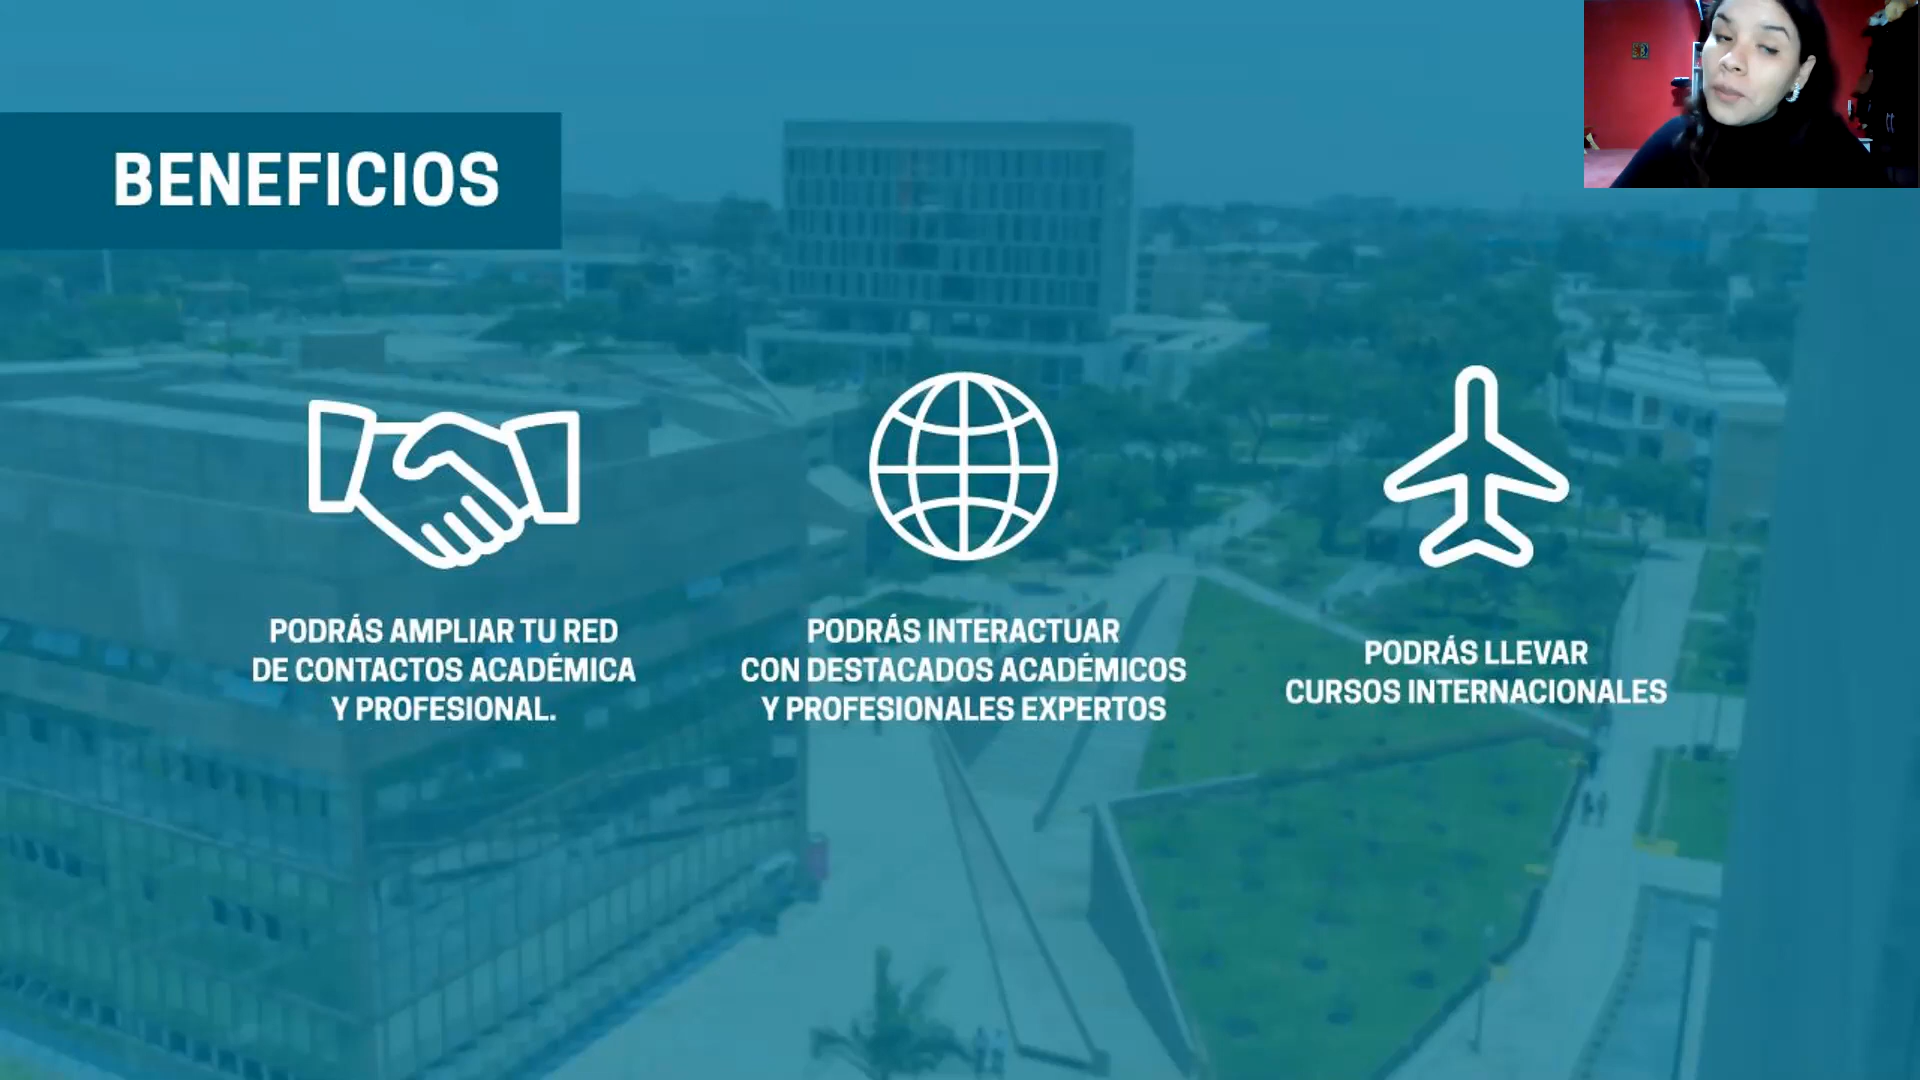 BENEFICIOS
PODRÁS AMPLIAR TU RED
DE CONTACTOS ACADÉMICA
Y PROFESIONAL.
PODRÁS INTERACTUAR
CON DESTACADOS ACADÉMICOS
Y PROFESIONALES EXPERTOS
PODRÁS LLEVAR
CURSOS INTERNACIONALES